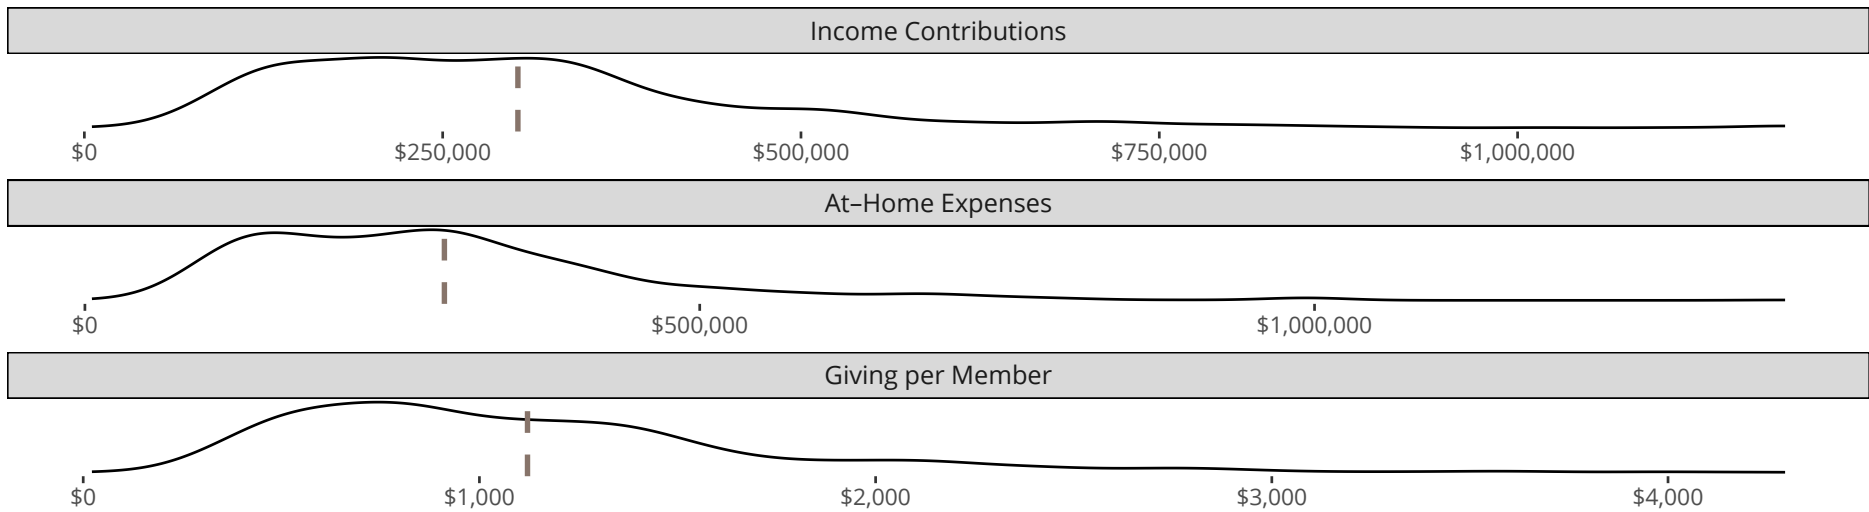 Income Contributions
$0 $250,000 $500,000 $750,000 $1,000,000
At–Home Expenses
$0 $500,000 $1,000,000
Giving per Member
$0 $1,000 $2,000 $3,000 $4,000